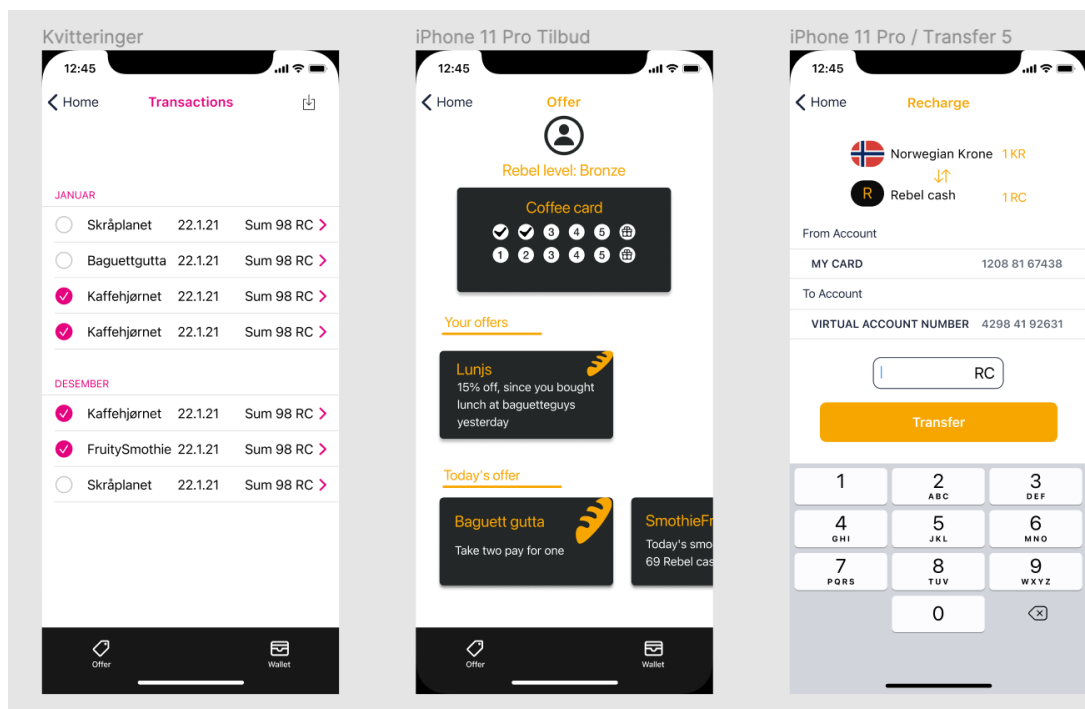 Kvitteringer
12:45
Home Transactions
JANUAR
Skråplanet 22.1.21 Sum 98 RC
Baguettgutta 22.1.21 Sum 98 RC
Kaffehjørnet 22.1.21 Sum 98 RC
Kaffehjørnet 22.1.21 Sum 98 RC
DESEMBER
Kaffehjørnet 22.1.21 Sum 98 RC
FruitySmothie 22.1.21 Sum 98 RC
Skråplanet 22.1.21 Sum 98 RC
Offer Wallet
iPhone 11 Pro Tilbud
12:45
Home Offer
Rebel level: Bronze
Coffee card
3 4 5
1 2 3 4 5
Your offers
Lunjs
15% off, since you bought
lunch at baguetteguys
yesterday
Today's offer
Baguett gutta
Take two pay for one
SmothieFr
Today's smo
69 Rebel cas
Offer Wallet
iPhone 11 Pro / Transfer 5
12:45
Home Recharge
Norwegian Krone 1 KR
R Rebel cash 1 RC
From Account
MY CARD 1208 81 67438
To Account
VIRTUAL ACCOUNT NUMBER 4298 41 92631
RC
Transfer
1 2 3
ABC DEF
4 5 6
GHI JKL MNO
7 8 9
PQRS TUV WXYZ
0